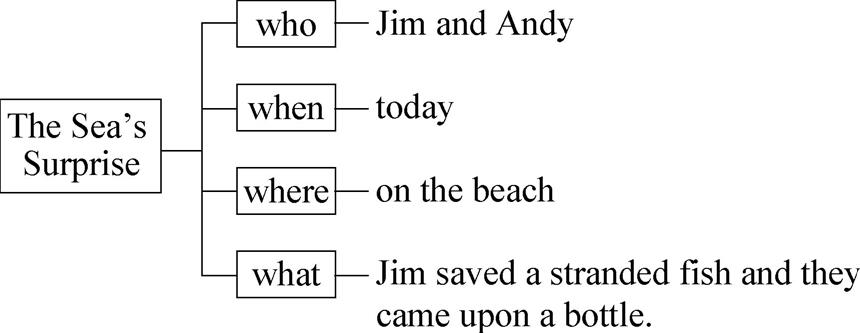 The Sea's
Surprise
who
Jim and Andy
when
today
where
on the beach
what
Jim saved a stranded fish and they
came upon a bottle.